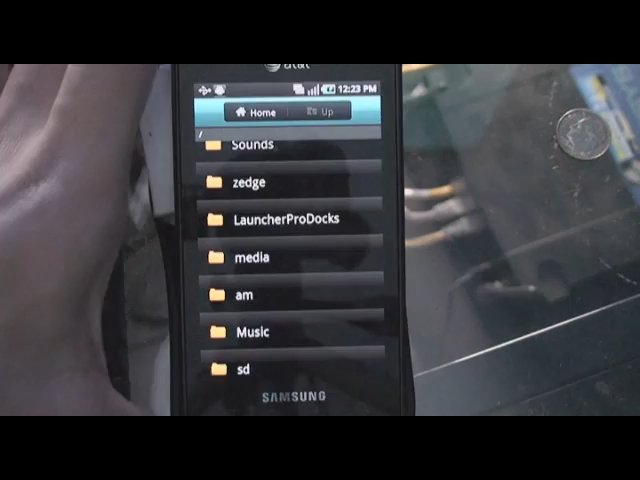 at&t
12:23 PM
Home Up
/
Sounds
zedge
LauncherProDocks
media
am
Music
sd
SAMSUNG